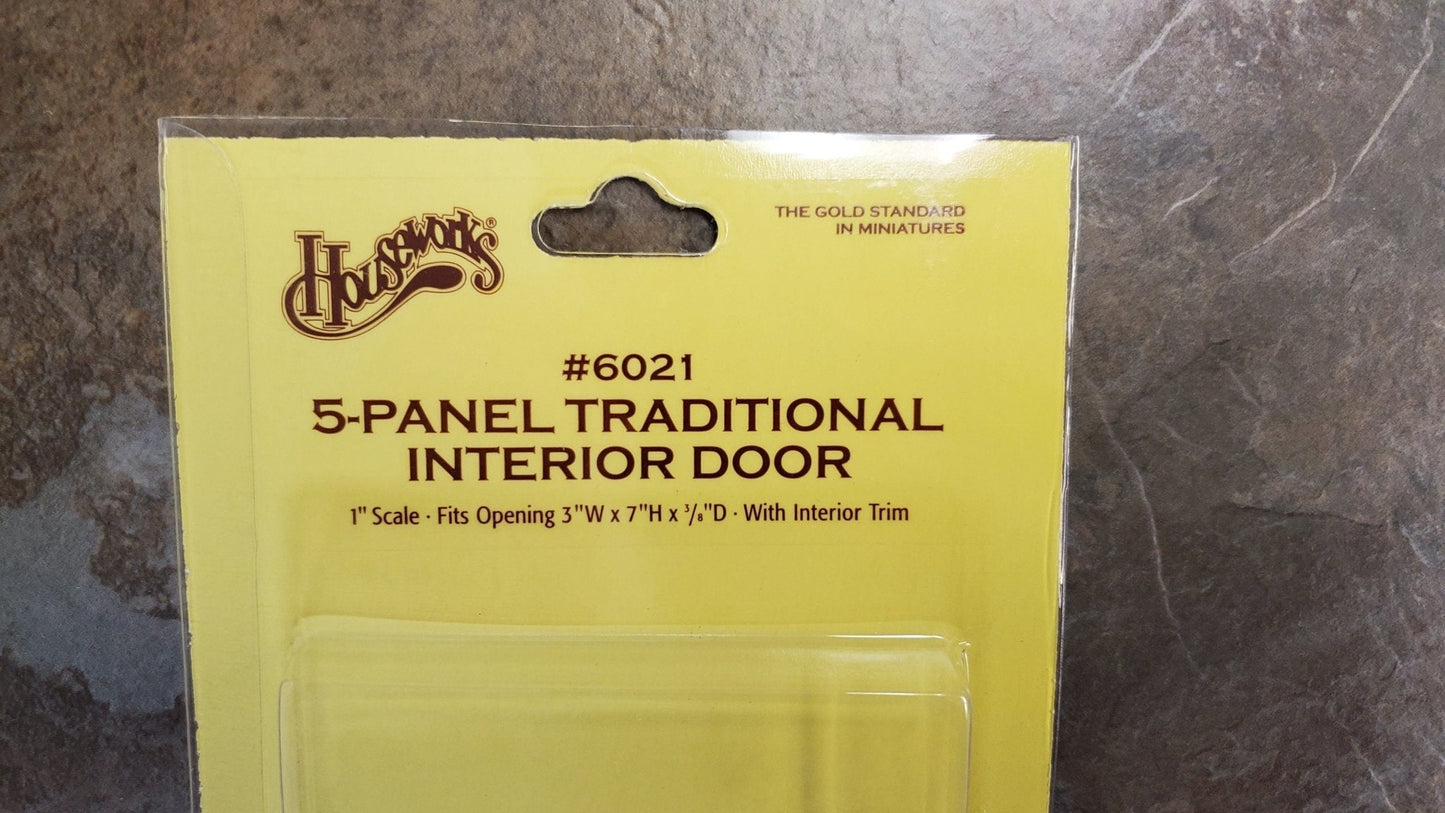 Houseworks®
THE GOLD STANDARD
IN MINIATURES
#6021
5-PANEL TRADITIONAL
INTERIOR DOOR
1" Scale · Fits Opening 3"W x 7"H x ³/₈"D · With Interior Trim